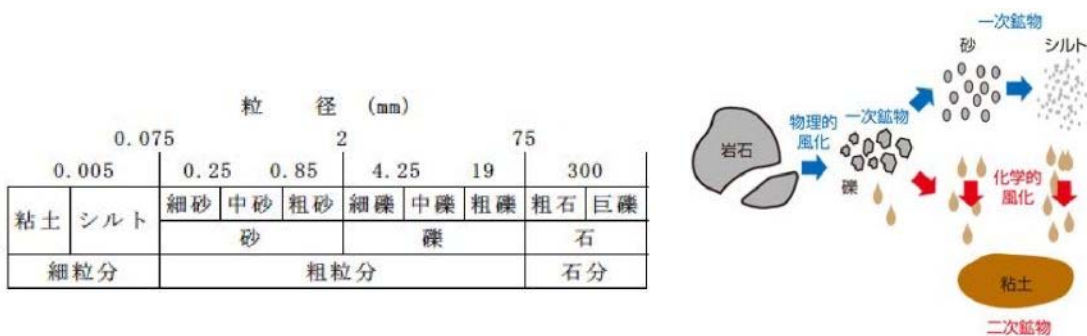 粒 径 (mm)
0.075 2 75
0.005 0.25 0.85 4.25 19 300
粘土 シルト 細砂 中砂 粗砂 細礫 中礫 粗礫 粗石 巨礫
砂 礫 石
細粒分 粗粒分 石分
一次鉱物
砂 シルト
物理的
風化
一次鉱物
岩石
礫
化学的
風化
粘土
二次鉱物